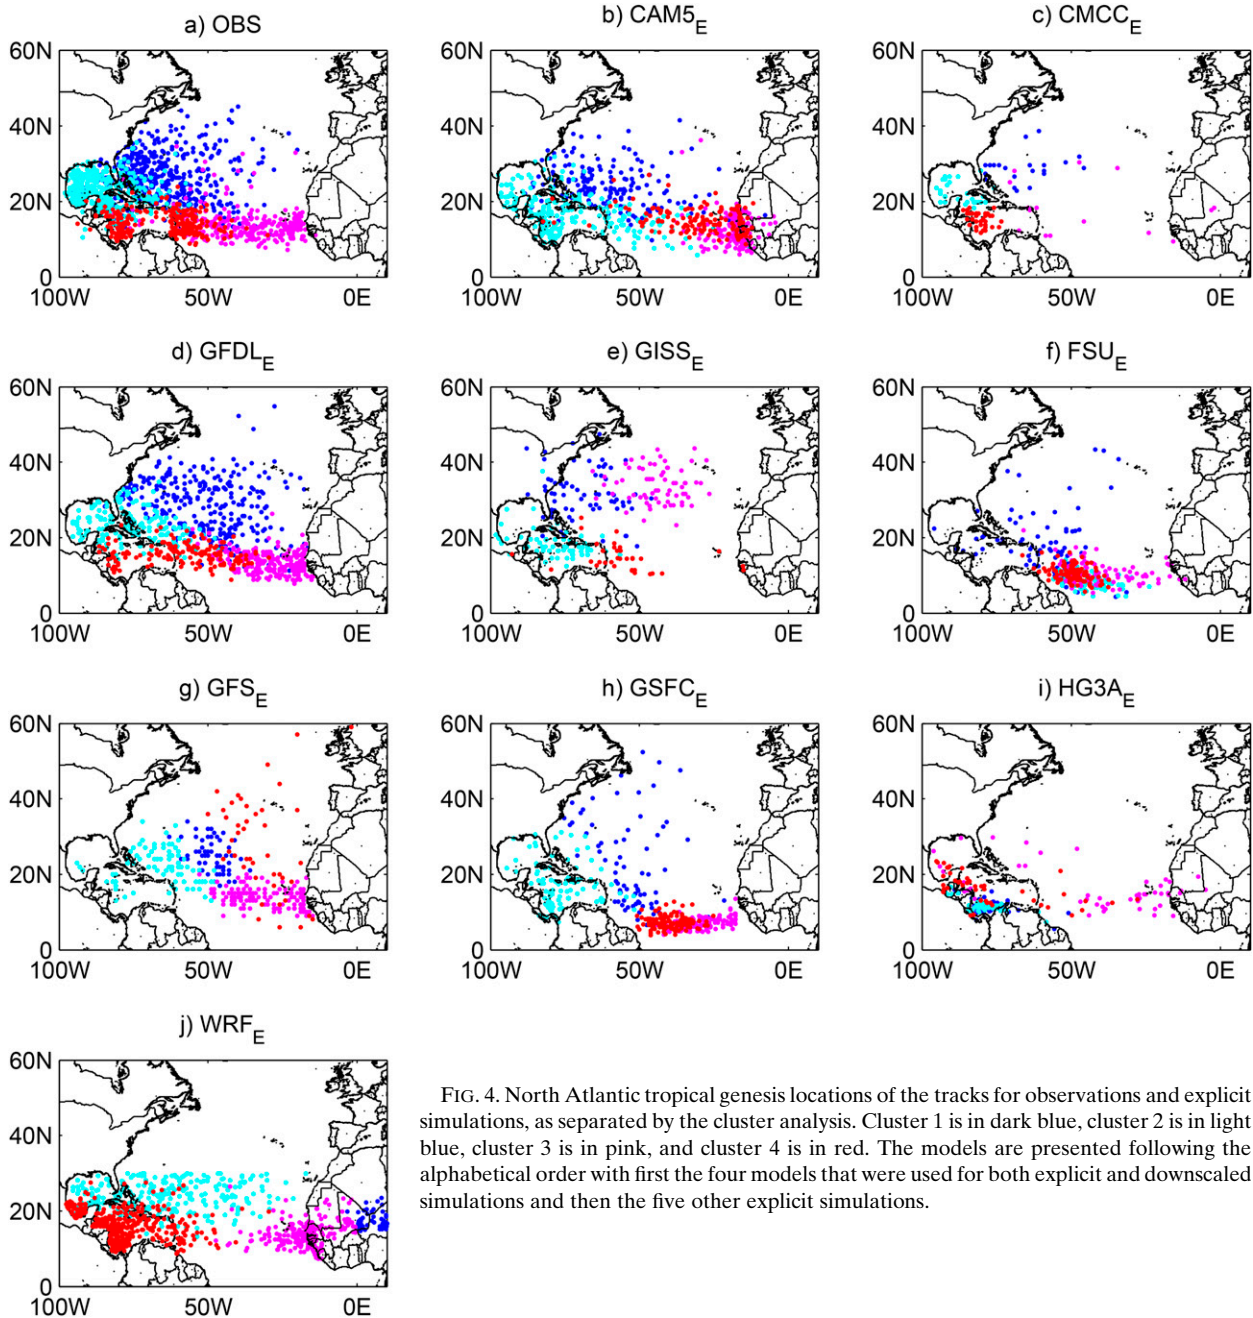 a) OBS
b) CAM5E
c) CMCCE
60N
40N
20N
0
100W 50W 0E
60N
40N
20N
0
100W 50W 0E
60N
40N
20N
0
100W 50W 0E
d) GFDLE
e) GISSE
f) FSUE
60N
40N
20N
0
100W 50W 0E
60N
40N
20N
0
100W 50W 0E
60N
40N
20N
0
100W 50W 0E
g) GFSE
h) GSFCE
i) HG3AE
60N
40N
20N
0
100W 50W 0E
60N
40N
20N
0
100W 50W 0E
60N
40N
20N
0
100W 50W 0E
j) WRFE
60N
40N
20N
0
100W 50W 0E
FIG. 4. North Atlantic tropical genesis locations of the tracks for observations and explicit
simulations, as separated by the cluster analysis. Cluster 1 is in dark blue, cluster 2 is in light
blue, cluster 3 is in pink, and cluster 4 is in red. The models are presented following the
alphabetical order with first the four models that were used for both explicit and downscaled
simulations and then the five other explicit simulations.